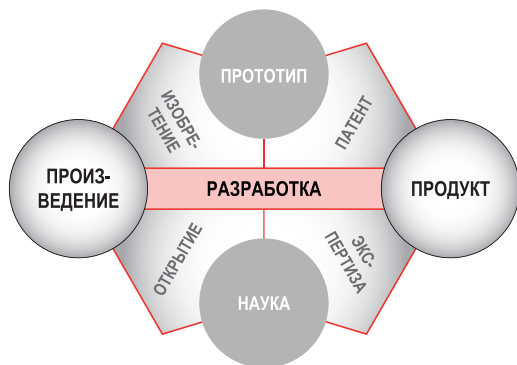 ПРОТОТИП
ИЗОБРЕ-
ТЕНИЕ
ПАТЕНТ
ПРОИЗ-
ВЕДЕНИЕ
РАЗРАБОТКА
ПРОДУКТ
ОТКРЫТИЕ
ЭКС-
ПЕРТИЗА
НАУКА